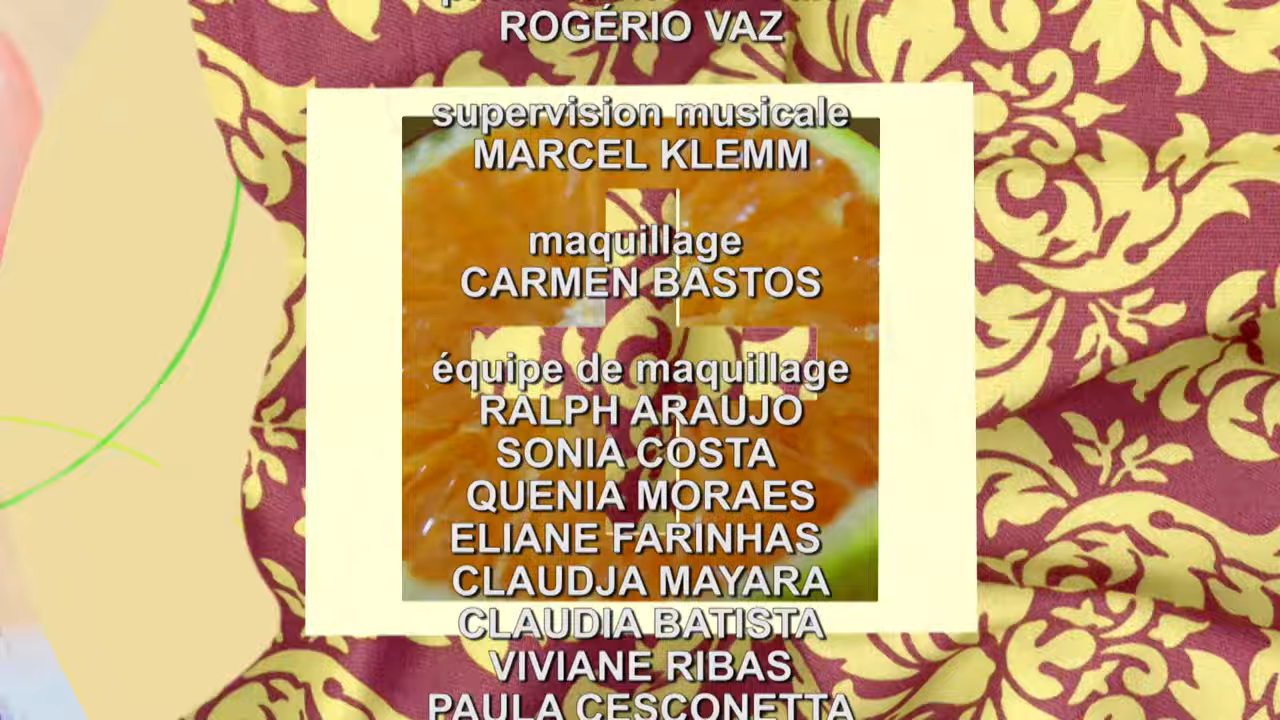 ROGÉRIO VAZ
supervision musicale
MARCEL KLEMM
maquillage
CARMEN BASTOS
équipe de maquillage
RALPH ARAUJO
SONIA COSTA
QUENIA MORAES
ELIANE FARINHAS
CLAUDJA MAYARA
CLAUDIA BATISTA
VIVIANE RIBAS
PAULA CESCONETTA